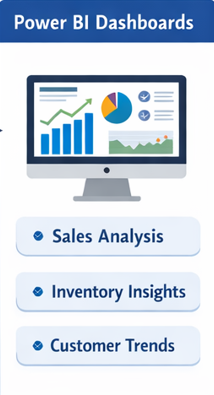 Power BI Dashboards
Sales Analysis
Inventory Insights
Customer Trends